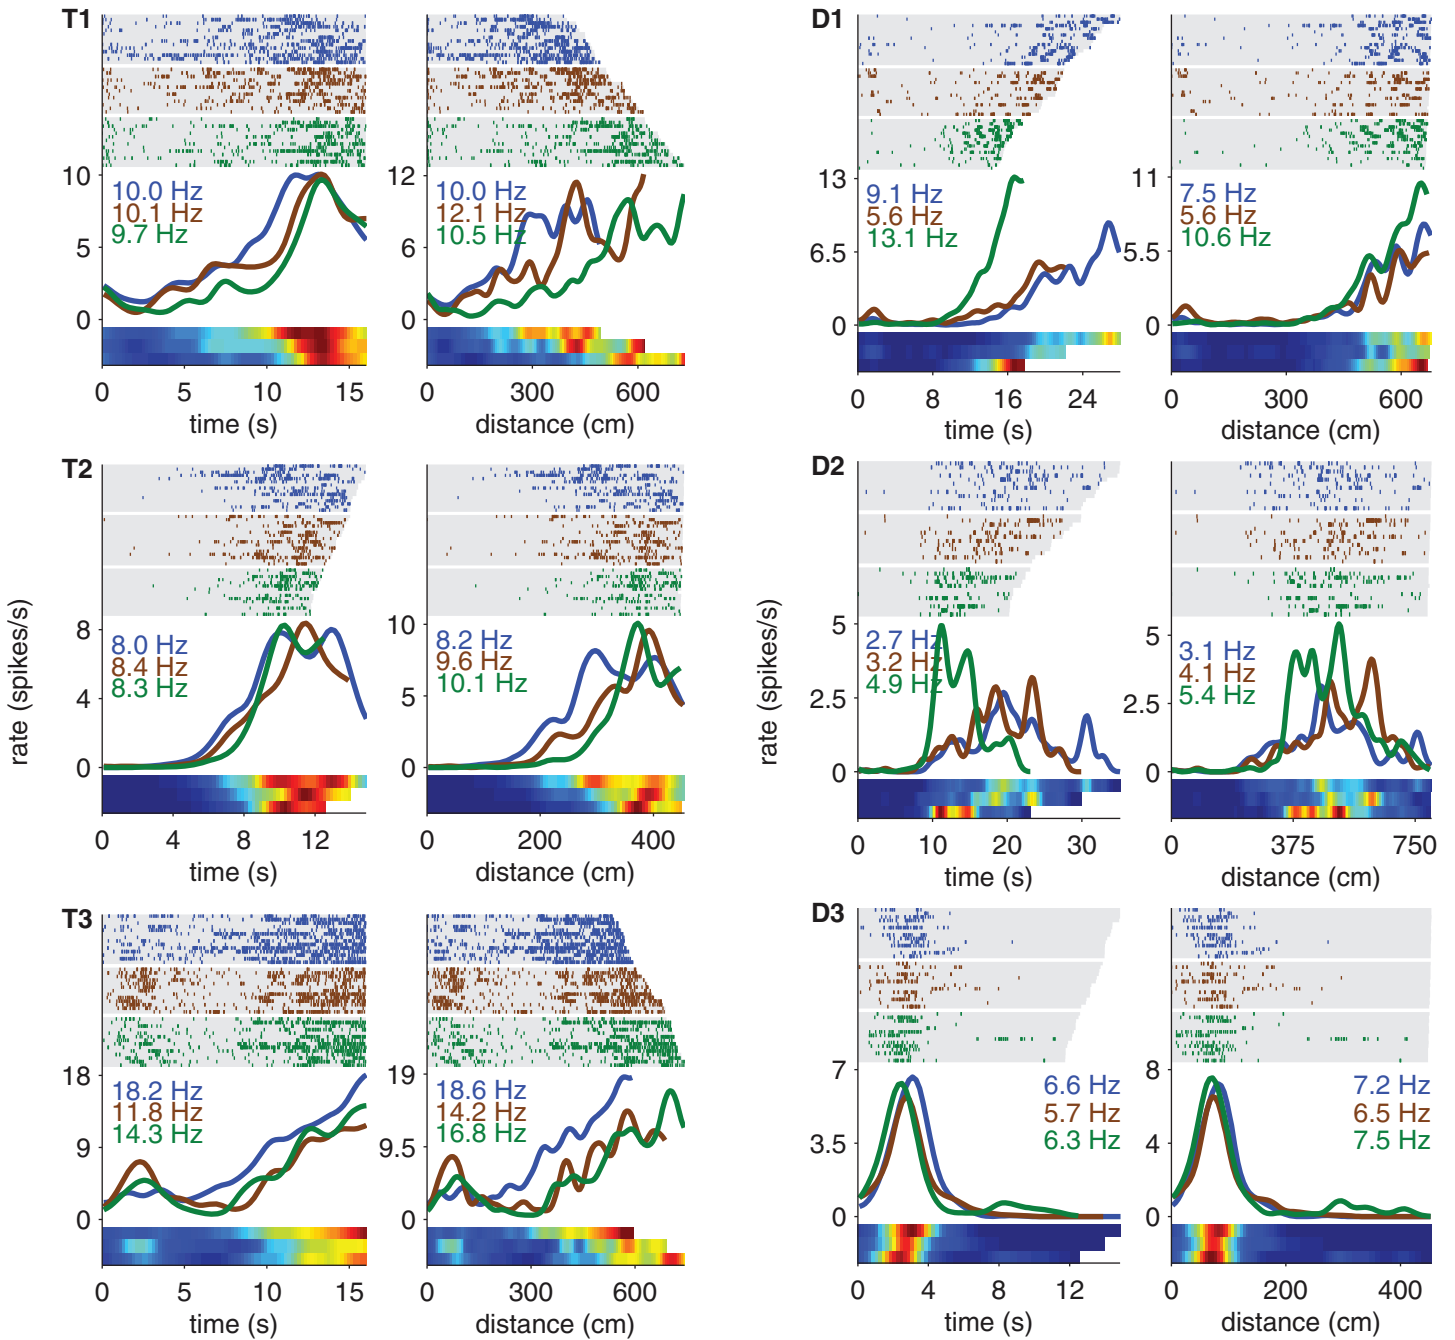 T1
10.0 Hz
10.1 Hz
9.7 Hz
10
5
0
0 5 10 15
time (s)
10.0 Hz
12.1 Hz
10.5 Hz
12
6
0
0 300 600
distance (cm)
D1
9.1 Hz
5.6 Hz
13.1 Hz
13
6.5
0
0 8 16 24
time (s)
7.5 Hz
5.6 Hz
10.6 Hz
11
5.5
0
0 300 600
distance (cm)
T2
rate (spikes/s)
8.0 Hz
8.4 Hz
8.3 Hz
8
4
0
0 4 8 12
time (s)
8.2 Hz
9.6 Hz
10.1 Hz
10
5
0
0 200 400
distance (cm)
D2
rate (spikes/s)
2.7 Hz
3.2 Hz
4.9 Hz
5
2.5
0
0 10 20 30
time (s)
3.1 Hz
4.1 Hz
5.4 Hz
5
2.5
0
0 375 750
distance (cm)
T3
18.2 Hz
11.8 Hz
14.3 Hz
18
9
0
0 5 10 15
time (s)
18.6 Hz
14.2 Hz
16.8 Hz
19
9.5
0
0 300 600
distance (cm)
D3
6.6 Hz
5.7 Hz
6.3 Hz
7
3.5
0
0 4 8 12
time (s)
7.2 Hz
6.5 Hz
7.5 Hz
8
4
0
0 200 400
distance (cm)